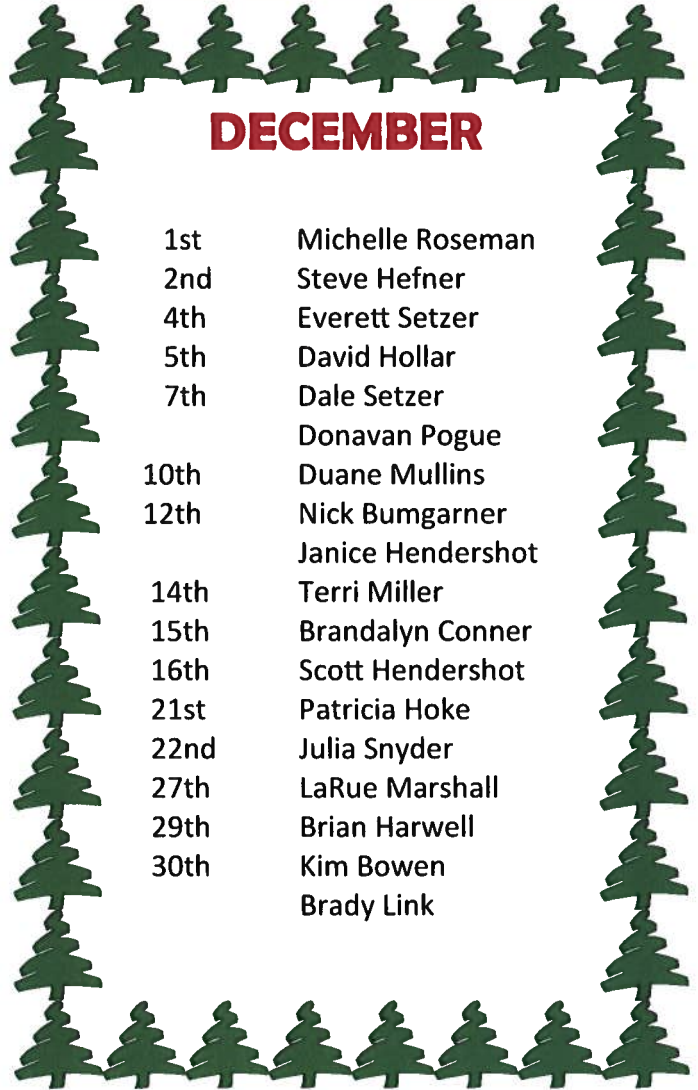 DECEMBER
1st Michelle Roseman
2nd Steve Hefner
4th Everett Setzer
5th David Hollar
7th Dale Setzer
Donavan Pogue
10th Duane Mullins
12th Nick Bumgarner
Janice Hendershot
14th Terri Miller
15th Brandalyn Conner
16th Scott Hendershot
21st Patricia Hoke
22nd Julia Snyder
27th LaRue Marshall
29th Brian Harwell
30th Kim Bowen
Brady Link